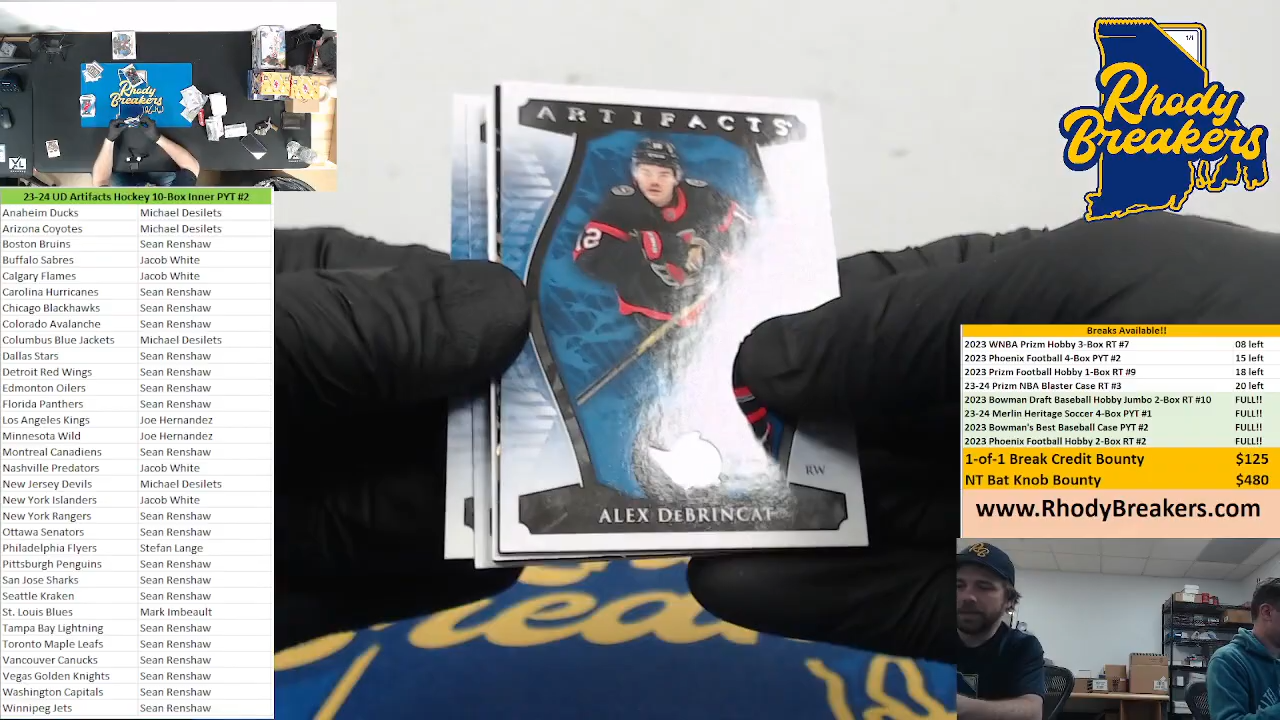 Rhody
Breakers
23-24 UD Artifacts Hockey 10-Box Inner PYT #2
Anaheim Ducks Michael Desilets
Arizona Coyotes Michael Desilets
Boston Bruins Sean Renshaw
Buffalo Sabres Jacob White
Calgary Flames Jacob White
Carolina Hurricanes Sean Renshaw
Chicago Blackhawks Sean Renshaw
Colorado Avalanche Sean Renshaw
Columbus Blue Jackets Michael Desilets
Dallas Stars Sean Renshaw
Detroit Red Wings Sean Renshaw
Edmonton Oilers Sean Renshaw
Florida Panthers Sean Renshaw
Los Angeles Kings Joe Hernandez
Minnesota Wild Joe Hernandez
Montreal Canadiens Sean Renshaw
Nashville Predators Jacob White
New Jersey Devils Michael Desilets
New York Islanders Jacob White
New York Rangers Sean Renshaw
Ottawa Senators Sean Renshaw
Philadelphia Flyers Stefan Lange
Pittsburgh Penguins Sean Renshaw
San Jose Sharks Sean Renshaw
Seattle Kraken Sean Renshaw
St. Louis Blues Mark Imbeault
Tampa Bay Lightning Sean Renshaw
Toronto Maple Leafs Sean Renshaw
Vancouver Canucks Sean Renshaw
Vegas Golden Knights Sean Renshaw
Washington Capitals Sean Renshaw
Winnipeg Jets Sean Renshaw
ARTIFACTS
RW
ALEX DeBRINCAT
1/1
Rhody
Breakers
Breaks Available!!
2023 WNBA Prizm Hobby 3-Box RT #7 08 left
2023 Phoenix Football 4-Box PYT #2 15 left
2023 Prizm Football Hobby 1-Box RT #9 18 left
23-24 Prizm NBA Blaster Case RT #3 20 left
2023 Bowman Draft Baseball Hobby Jumbo 2-Box RT #10 FULL!!
23-24 Merlin Heritage Soccer 4-Box PYT #1 FULL!!
2023 Bowman's Best Baseball Case PYT #2 FULL!!
2023 Phoenix Football Hobby 2-Box RT #2 FULL!!
1-of-1 Break Credit Bounty $125
NT Bat Knob Bounty $480
www.RhodyBreakers.com